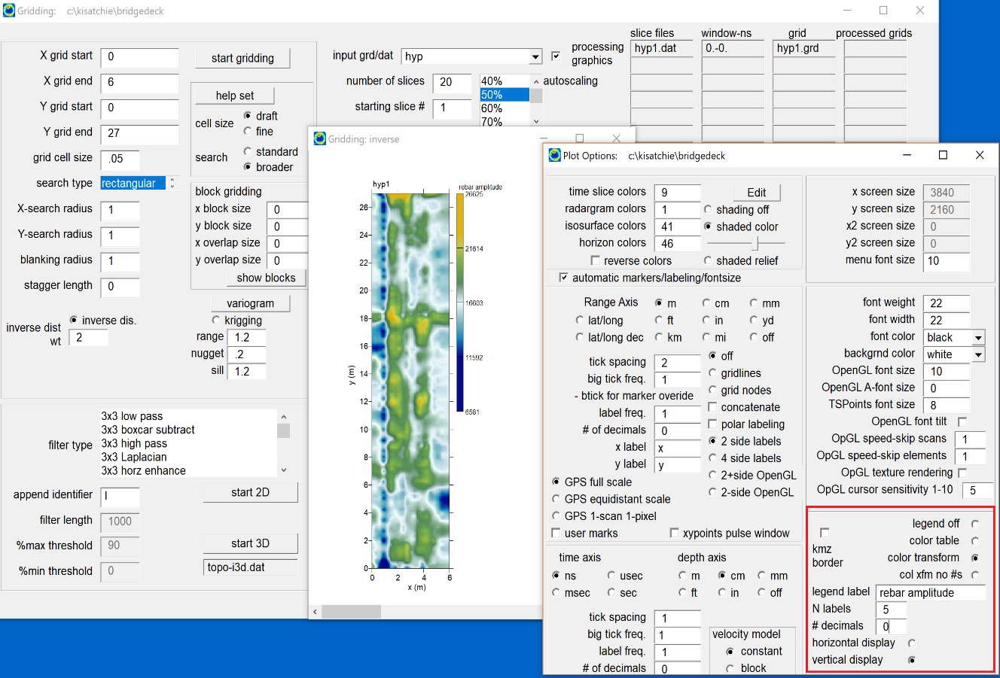 Gridding: c:\kisatchie\bridgedeck
X grid start 0
X grid end 6
Y grid start 0
Y grid end 27
grid cell size .05
search type rectangular
X-search radius 1
Y-search radius 1
blanking radius 1
stagger length 0
inverse dist wt 2
inverse dis.
start gridding
help set
cell size
draft
fine
search
standard
broader
block gridding
x block size 0
y block size 0
x overlap size 0
y overlap size 0
show blocks
variogram
krigging
range 1.2
nugget .2
sill 1.2
input grd/dat hyp
processing graphics
number of slices 20
starting slice # 1
40%
50%
60%
70%
autoscaling
slice files window-ns grid processed grids
hyp1.dat 0.-0. hyp1.grd
filter type
3x3 low pass
3x3 boxcar subtract
3x3 high pass
3x3 Laplacian
3x3 horz enhance
append identifier I
filter length 1000
%max threshold 90
%min threshold 0
start 2D
start 3D
topo-i3d.dat
Gridding: inverse
hyp1
rebar amplitude
26625
21614
16603
11592
6581
26
24
22
20
18
16
14
12
10
8
6
4
2
0
y (m)
0 2 4 6
x (m)
Plot Options: c:\kisatchie\bridgedeck
time slice colors 9
radargram colors 1
isosurface colors 41
horizon colors 46
reverse colors
Edit
shading off
shaded color
shaded relief
automatic markers/labeling/fontsize
Range Axis m cm mm
lat/long ft in yd
lat/long dec km mi off
tick spacing 2
big tick freq. 1
- btick for marker overide
label freq. 1
# of decimals 0
x label x
y label y
off
gridlines
grid nodes
concatenate
polar labeling
2 side labels
4 side labels
2+side OpenGL
2-side OpenGL
GPS full scale
GPS equidistant scale
GPS 1-scan 1-pixel
user marks
xypoints pulse window
time axis
ns usec
msec sec
depth axis
m cm mm
ft in off
tick spacing 1
big tick freq. 1
label freq. 1
# of decimals 0
velocity model
constant
block
x screen size 3840
y screen size 2160
x2 screen size 0
y2 screen size 0
menu font size 10
font weight 22
font width 22
font color black
backgrnd color white
OpenGL font size 10
OpenGL A-font size 0
TSPoints font size 8
OpenGL font tilt
OpGL speed-skip scans 1
OpGL speed-skip elements 1
OpGL texture rendering
OpGL cursor sensitivity 1-10 5
kmz border
legend off
color table
color transform
col xfm no #s
legend label rebar amplitude
N labels 5
# decimals 0
horizontal display
vertical display